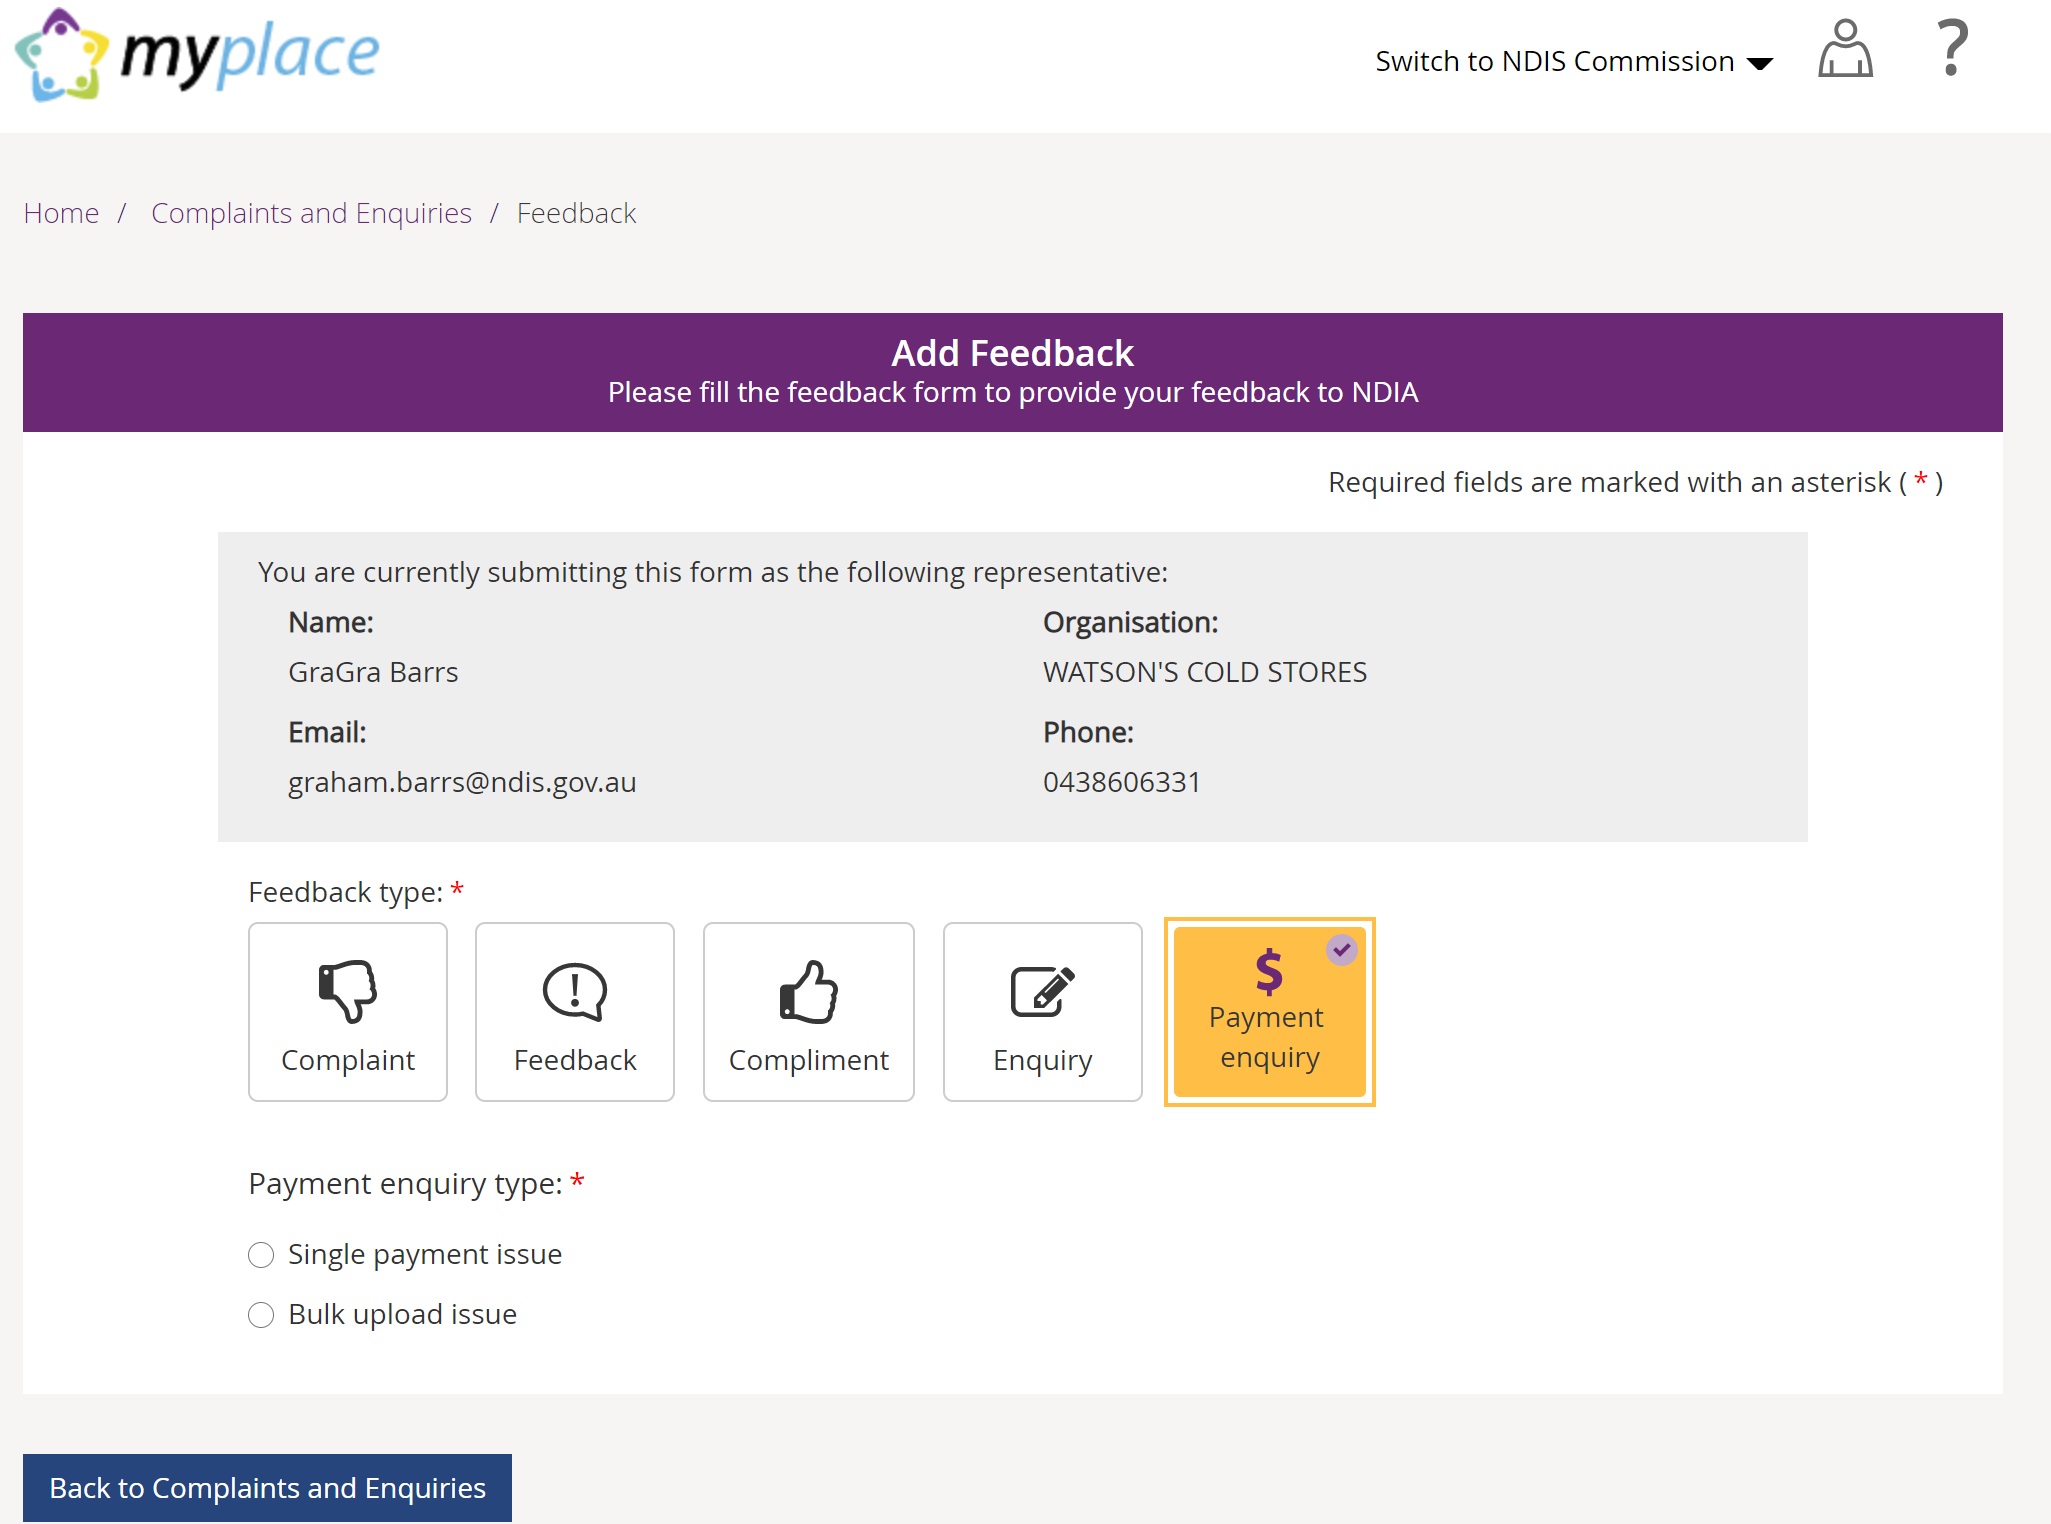 myplace
Switch to NDIS Commission
?
Home / Complaints and Enquiries / Feedback
Add Feedback
Please fill the feedback form to provide your feedback to NDIA
Required fields are marked with an asterisk ( * )
You are currently submitting this form as the following representative:
Name:
GraGra Barrs
Organisation:
WATSON'S COLD STORES
Email:
graham.barrs@ndis.gov.au
Phone:
0438606331
Feedback type: *
Complaint
Feedback
Compliment
Enquiry
$
Payment
enquiry
Payment enquiry type: *
Single payment issue
Bulk upload issue
Back to Complaints and Enquiries